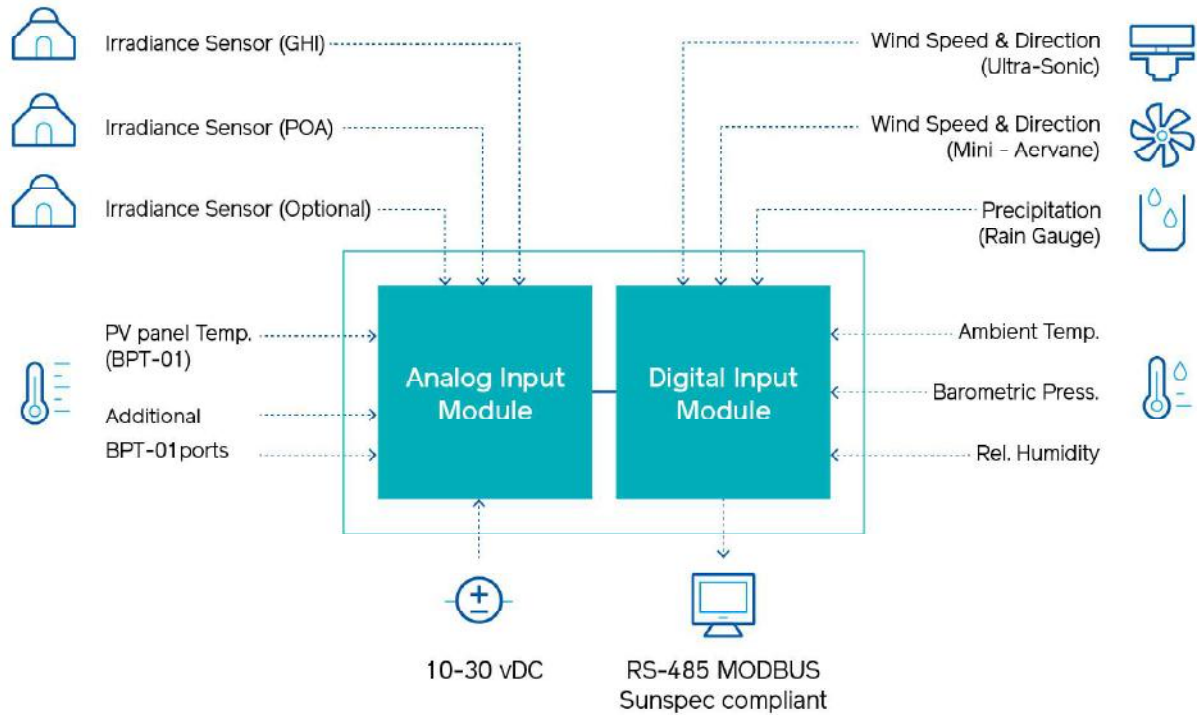 Irradiance Sensor (GHI)
Irradiance Sensor (POA)
Irradiance Sensor (Optional)
PV panel Temp.
(BPT-01)
Additional
BPT-01 ports
Wind Speed & Direction
(Ultra-Sonic)
Wind Speed & Direction
(Mini - Aervane)
Precipitation
(Rain Gauge)
Ambient Temp.
Barometric Press.
Rel. Humidity
Analog Input
Module
Digital Input
Module
10-30 vDC
RS-485 MODBUS
Sunspec compliant